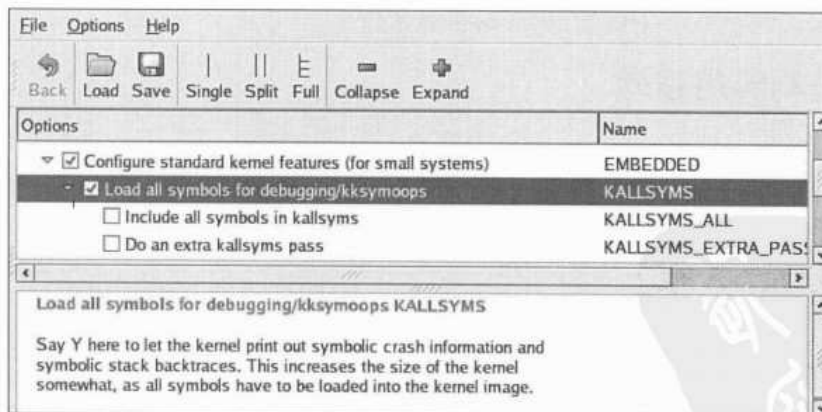 File Options Help
Back Load Save Single Split Full Collapse Expand
Options Name
Configure standard kernel features (for small systems) EMBEDDED
Load all symbols for debugging/kksymoops KALLSYMS
Include all symbols in kallsyms KALLSYMS_ALL
Do an extra kallsyms pass KALLSYMS_EXTRA_PASS
Load all symbols for debugging/kksymoops KALLSYMS
Say Y here to let the kernel print out symbolic crash information and
symbolic stack backtraces. This increases the size of the kernel
somewhat, as all symbols have to be loaded into the kernel image.